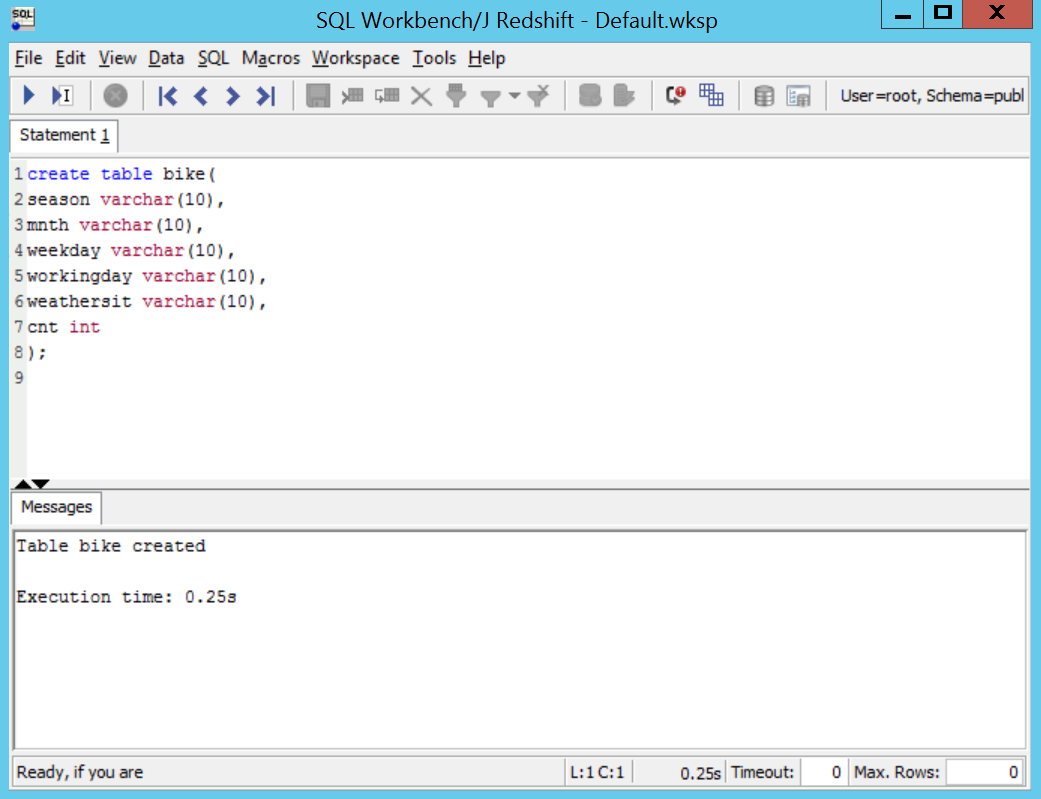 SQL
SQL Workbench/J Redshift - Default.wksp
File Edit View Data SQL Macros Workspace Tools Help
User=root, Schema=publ
Statement 1
1 create table bike(
2 season varchar(10),
3 mnth varchar(10),
4 weekday varchar(10),
5 workingday varchar(10),
6 weathersit varchar(10),
7 cnt int
8 );
9
Messages
Table bike created
Execution time: 0.25s
Ready, if you are L:1 C:1 0.25s Timeout: 0 Max. Rows: 0